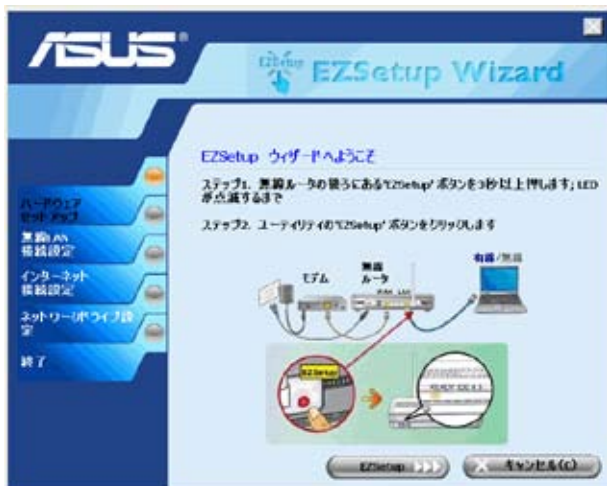 ASUS
EZSetup
EZSetup Wizard
EZSetup ウィザードへようこそ
ステップ1. 無線ルータの後ろにある"EZSetup" ボタンを3秒以上押します; LED
が点滅するまで
ステップ2. ユーティリティの"EZSetup" ボタンをクリックします
ハードウェア
セットアップ
無線LAN
接続設定
インターネット
接続設定
ネットワークドライブ設
定
終了
有線/無線
モデム
無線
ルータ
WAN LAN
EZSetup
EZSetup
キャンセル(C)